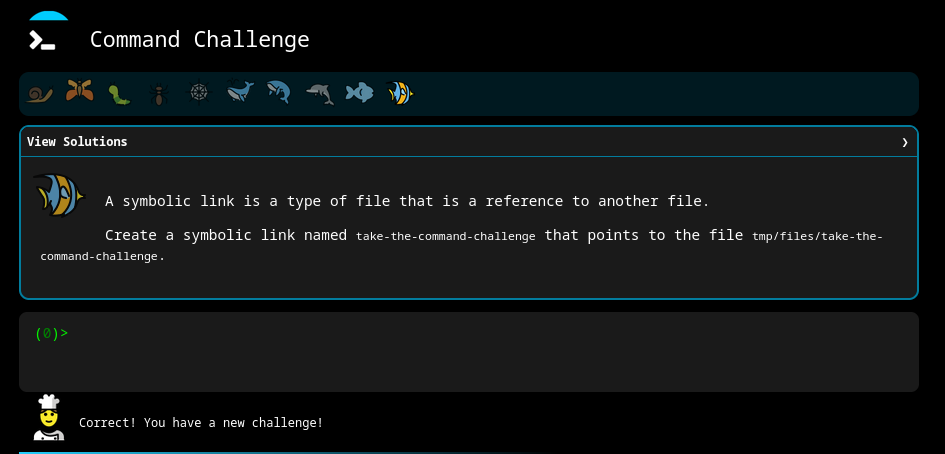 Command Challenge
View Solutions
A symbolic link is a type of file that is a reference to another file.
Create a symbolic link named take-the-command-challenge that points to the file tmp/files/take-the-
command-challenge.
(0)>
Correct! You have a new challenge!